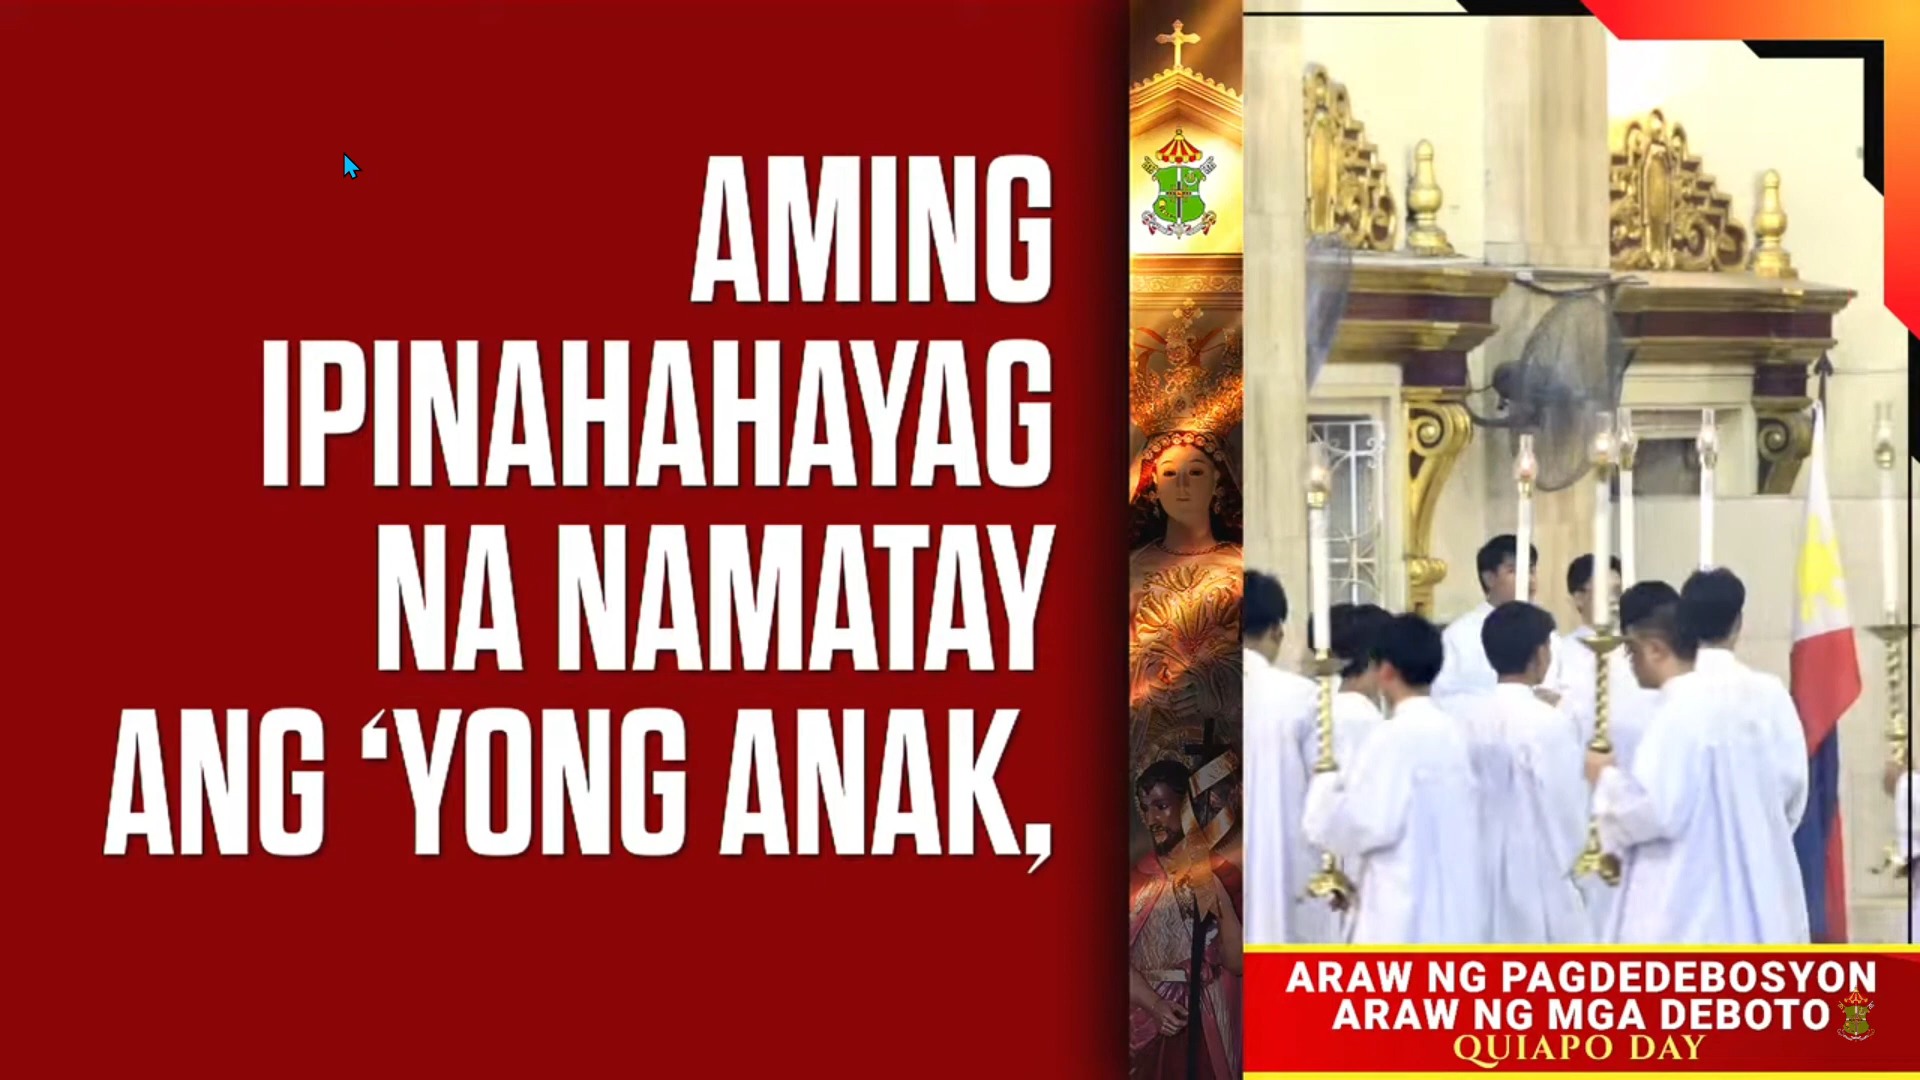 AMING
IPINAHAHAYAG
NA NAMATAY
ANG ‘YONG ANAK,
ARAW NG PAGDEDEBOSYON
ARAW NG MGA DEBOTO
QUIAPO DAY